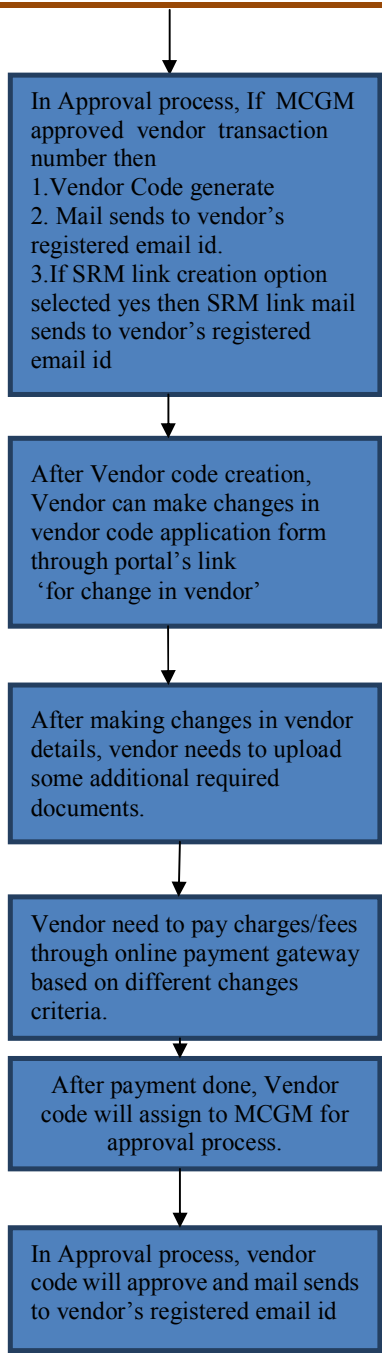 In Approval process, If MCGM
approved vendor transaction
number then
1.Vendor Code generate
2. Mail sends to vendor's
registered email id.
3.If SRM link creation option
selected yes then SRM link mail
sends to vendor's registered
email id
After Vendor code creation,
Vendor can make changes in
vendor code application form
through portal's link
‘for change in vendor’
After making changes in vendor
details, vendor needs to upload
some additional required
documents.
Vendor need to pay charges/fees
through online payment gateway
based on different changes
criteria.
After payment done, Vendor
code will assign to MCGM for
approval process.
In Approval process, vendor
code will approve and mail sends
to vendor's registered email id